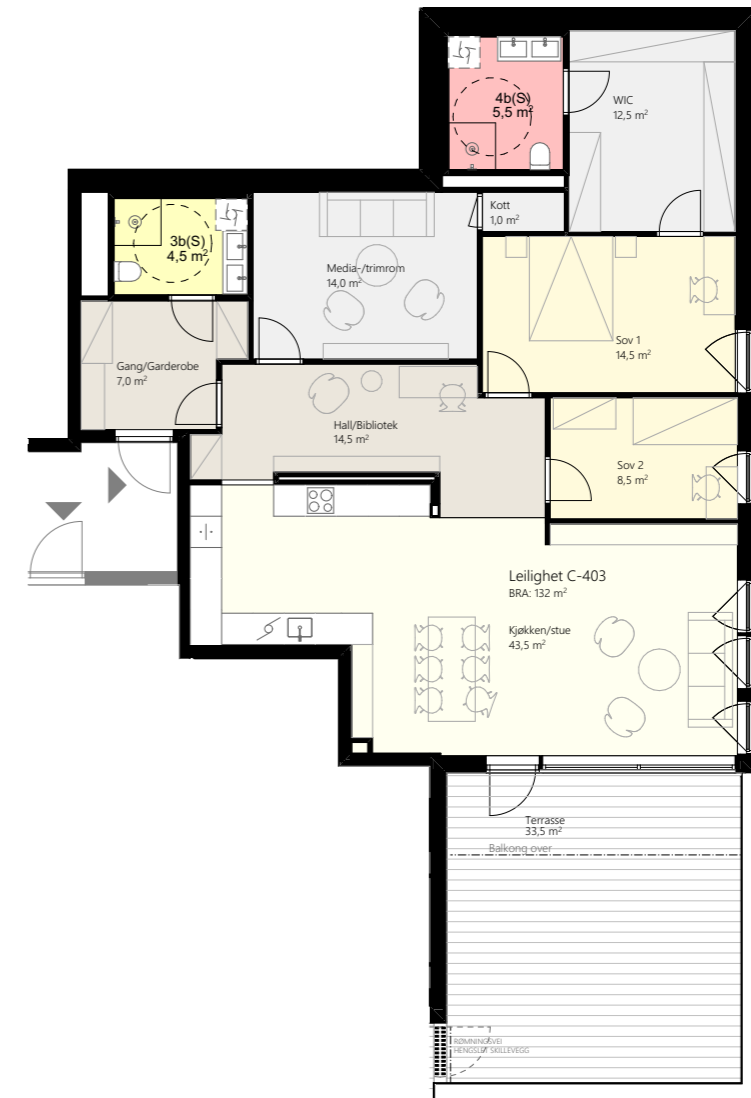 4b(S)
5,5 m²
WIC
12,5 m²
Kott
1,0 m²
3b(S)
4,5 m²
Media-/trimrom
14,0 m²
Sov 1
14,5 m²
Gang/Garderobe
7,0 m²
Hall/Bibliotek
14,5 m²
Sov 2
8,5 m²
Leilighet C-403
BRA: 132 m²
Kjøkken/stue
43,5 m²
Terrasse
33,5 m²
Balkong over
RØMNINGSVEI
HENGSLET SKILLEVEGG